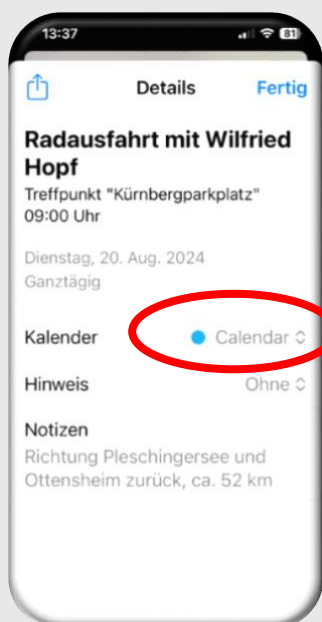 13:37
81
Details
Fertig
Radausfahrt mit Wilfried
Hopf
Treffpunkt "Kürnbergparkplatz"
09:00 Uhr
Dienstag, 20. Aug. 2024
Ganztägig
Kalender
Calendar
Hinweis
Ohne
Notizen
Richtung Pleschingersee und
Ottensheim zurück, ca. 52 km